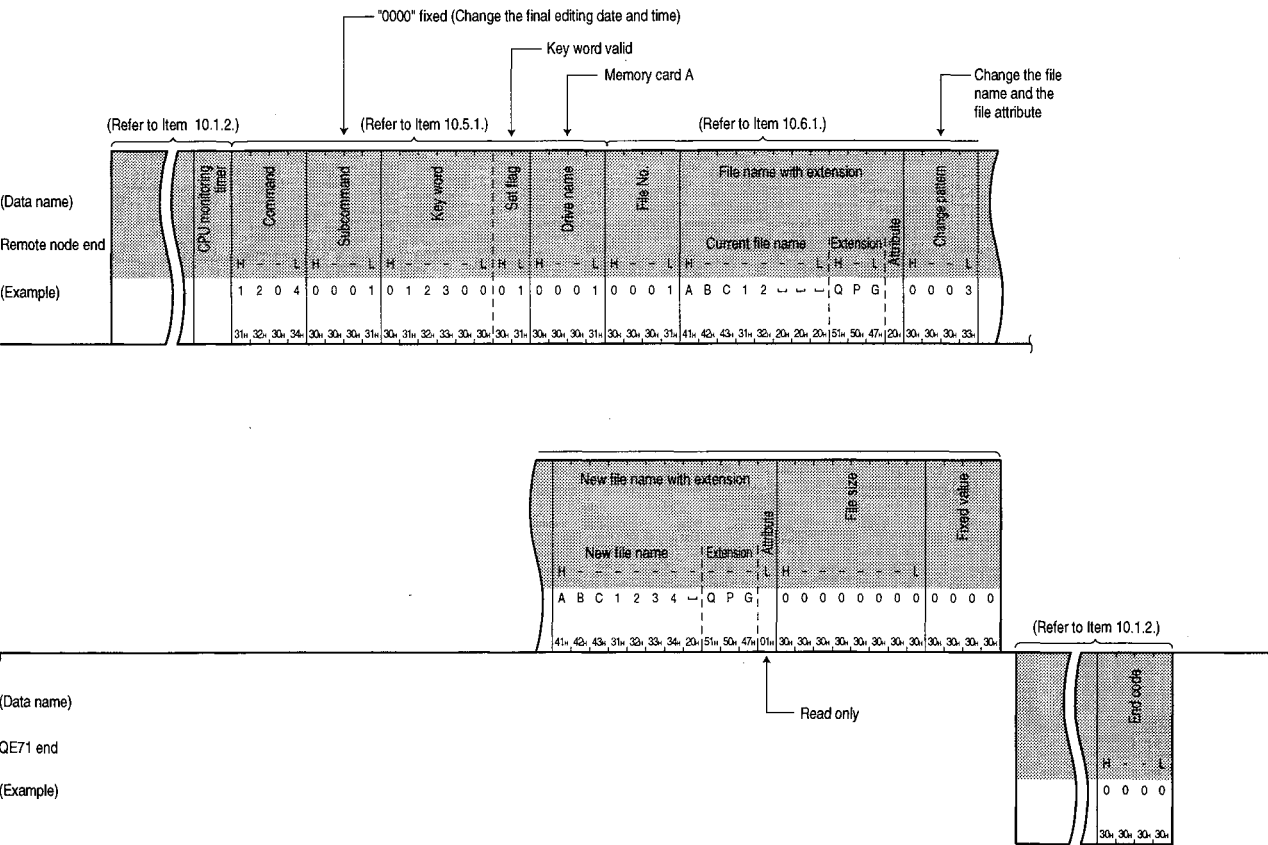 "0000" fixed (Change the final editing date and time)
Key word valid
Memory card A
Change the file
name and the
file attribute
(Refer to Item 10.1.2.)
(Refer to Item 10.5.1.)
(Refer to Item 10.6.1.)
(Data name)
CPU monitoring timer
Command
Subcommand
Key word
Set flag
Drive name
File No.
File name with extension
Attribute
Change pattern
Remote node end
Current file name
Extension
H - - L H - - L H - - - - L H L H - - L H - - L H - - - - - - L H - L H - - L
(Example)
1 2 0 4 0 0 0 1 0 1 2 3 0 0 0 1 0 0 0 1 0 0 0 1 A B C 1 2 ␣ ␣ ␣ Q P G 0 0 0 3
31H 32H 30H 34H 30H 30H 30H 31H 30H 31H 32H 33H 30H 30H 30H 31H 30H 30H 30H 31H 30H 30H 30H 31H 41H 42H 43H 31H 32H 20H 20H 20H 51H 50H 47H 20H 30H 30H 30H 33H
New file name with extension
Attribute
File size
Fixed value
New file name
Extension
H - - - - - - - - - - L H - - - - - - L
A B C 1 2 3 4 ␣ Q P G 0 0 0 0 0 0 0 0 0 0 0 0
41H 42H 43H 31H 32H 33H 34H 20H 51H 50H 47H 01H 30H 30H 30H 30H 30H 30H 30H 30H 30H 30H 30H 30H
Read only
(Refer to Item 10.1.2.)
(Data name)
End code
QE71 end
H - - L
(Example)
0 0 0 0
30H 30H 30H 30H